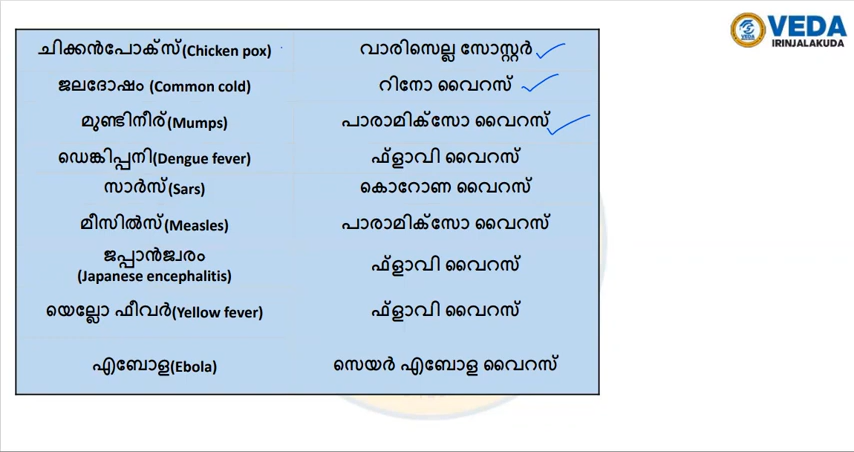 VEDA
IRINJALAKUDA
ചിക്കൻപോക്സ്(Chicken pox) വാരിസെല്ല സോസ്റ്റർ
ജലദോഷം (Common cold) റിനോ വൈറസ്
മുണ്ടിനീര്(Mumps) പാരാമിക്സോ വൈറസ്
ഡെങ്കിപ്പനി(Dengue fever) ഫ്ളാവി വൈറസ്
സാർസ്(Sars) കൊറോണ വൈറസ്
മീസിൽസ്(Measles) പാരാമിക്സോ വൈറസ്
ജപ്പാൻജ്വരം
(Japanese encephalitis) ഫ്ളാവി വൈറസ്
യെല്ലോ ഫീവർ(Yellow fever) ഫ്ളാവി വൈറസ്
എബോള(Ebola) സെയർ എബോള വൈറസ്